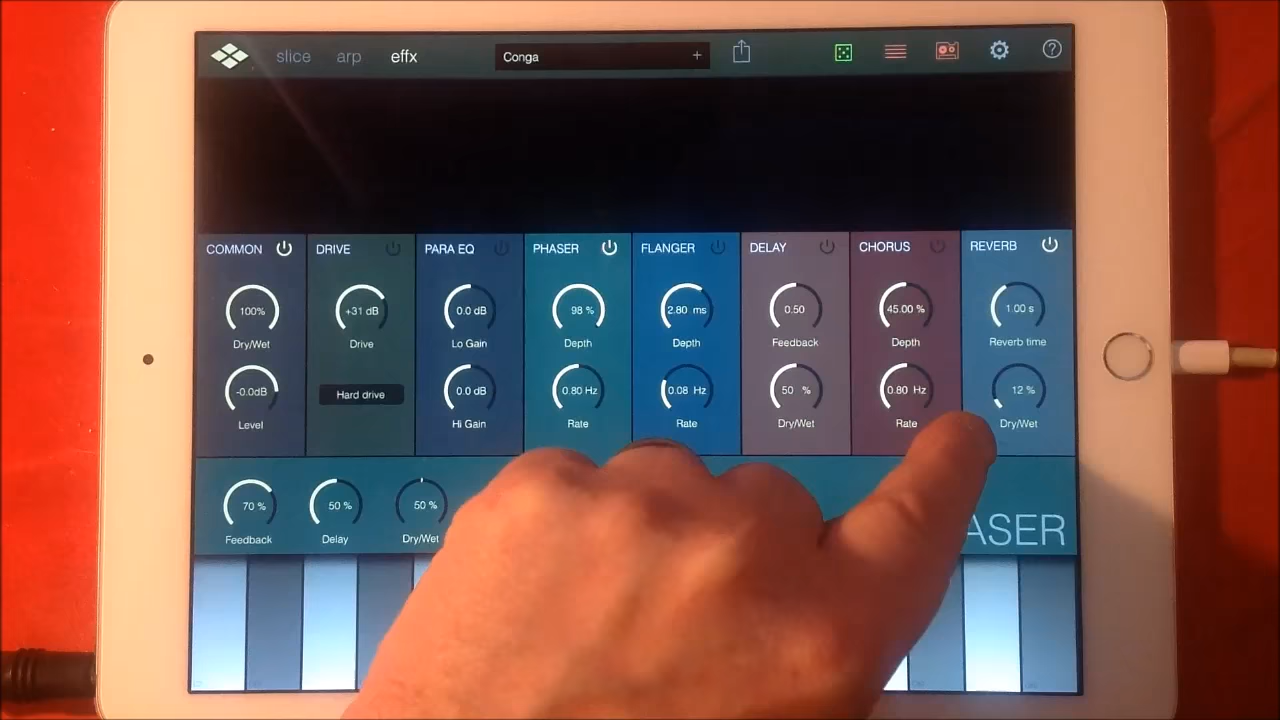 slice arp effx Conga +
COMMON DRIVE PARA EQ PHASER FLANGER DELAY CHORUS REVERB
100% +31 dB 0.0 dB 98 % 2.80 ms 0.50 45.00 % 1.00 s
Dry/Wet Drive Lo Gain Depth Depth Feedback Depth Reverb time
-0.0dB Hard drive 0.0 dB 0.80 Hz 0.08 Hz 50 % 0.80 Hz 12 %
Level Hi Gain Rate Rate Dry/Wet Rate Dry/Wet
70 % 50 % 50 %
Feedback Delay Dry/Wet ASER